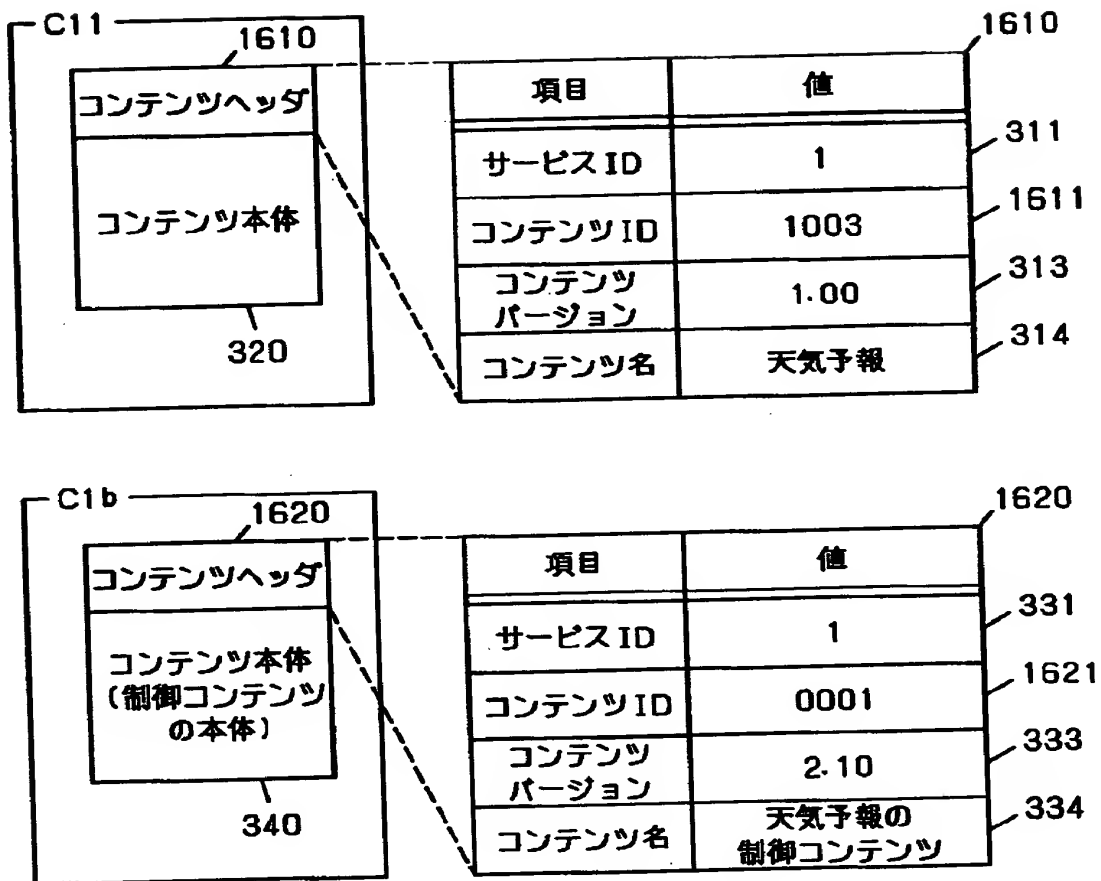 C11
1610
コンテンツヘッダ
コンテンツ本体
320
1610
項目 値
サービスID 1
311
コンテンツID 1003
1611
コンテンツ
バージョン
1.00
313
コンテンツ名 天気予報
314
C1b
1620
コンテンツヘッダ
コンテンツ本体
(制御コンテンツ
の本体)
340
1620
項目 値
サービスID 1
331
コンテンツID 0001
1621
コンテンツ
バージョン
2.10
333
コンテンツ名
天気予報の
制御コンテンツ
334